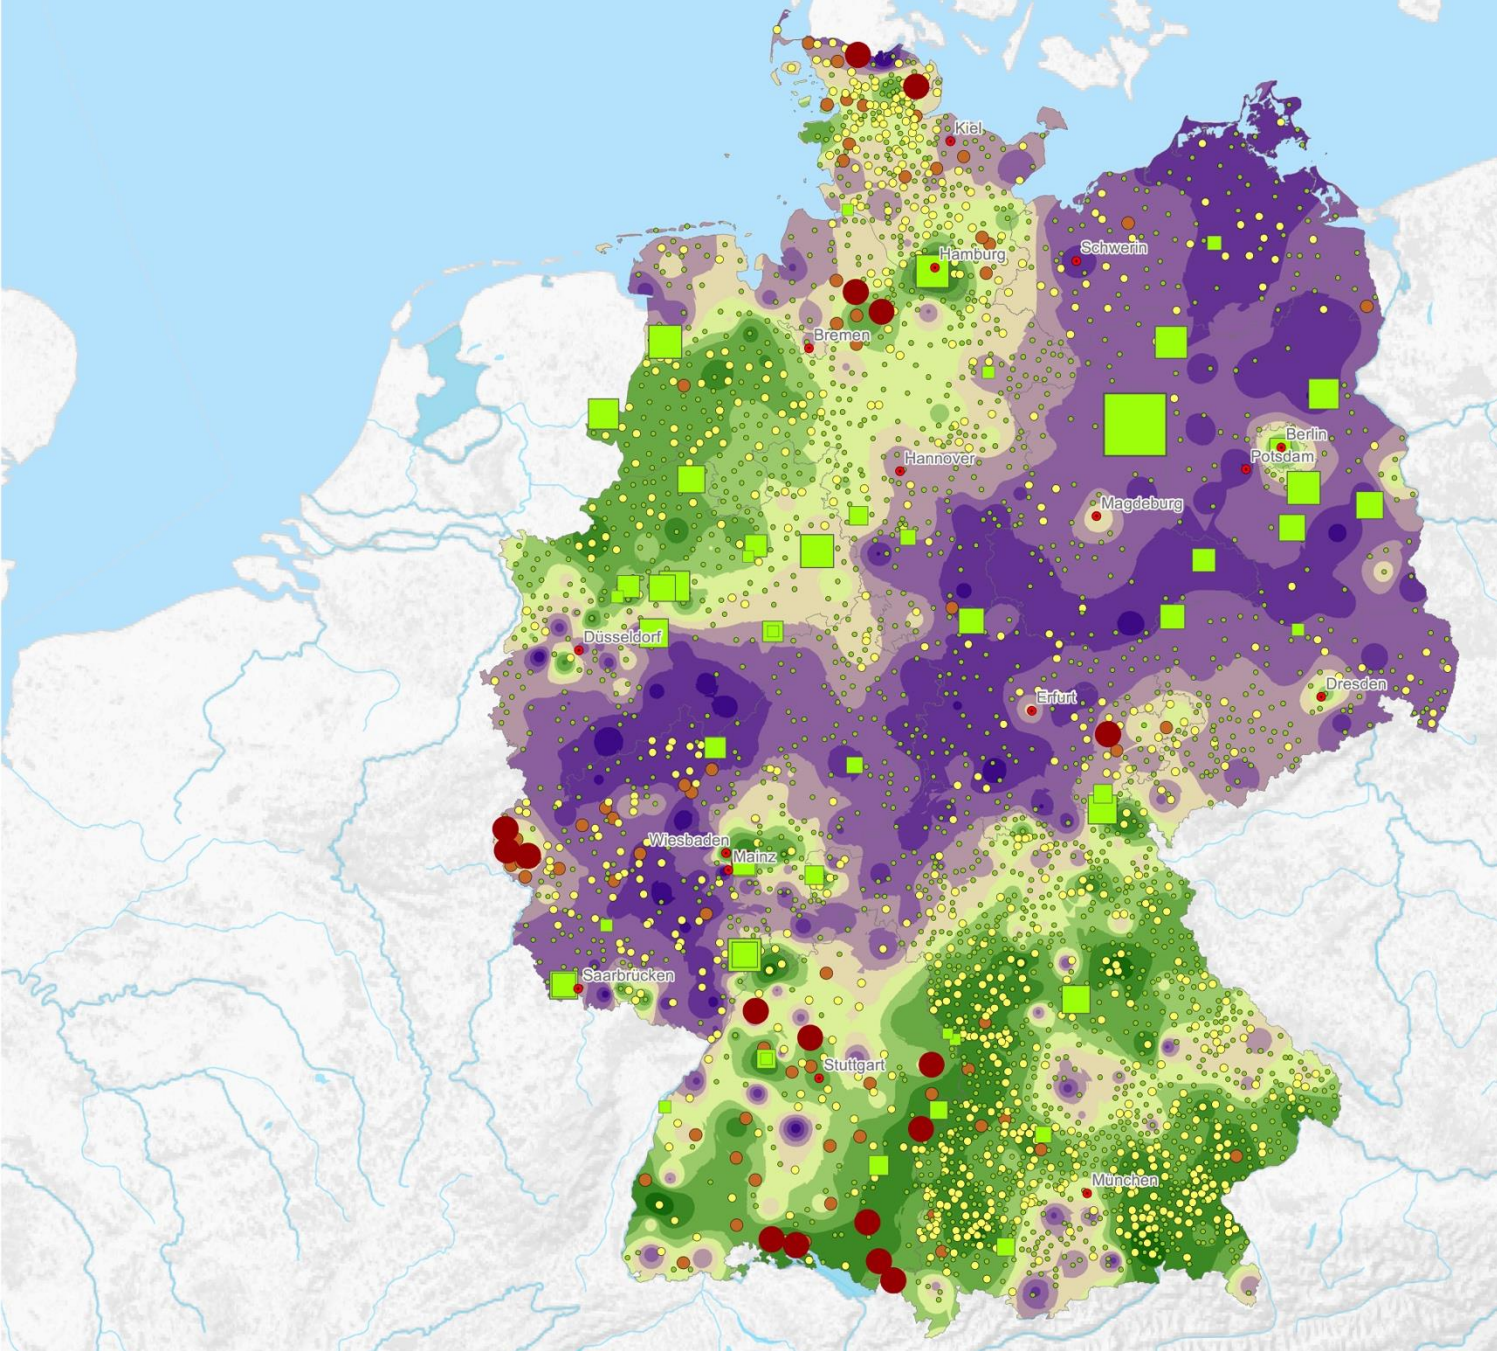 Kiel
Schwerin
Hamburg
Bremen
Berlin
Potsdam
Hannover
Magdeburg
Düsseldorf
Dresden
Erfurt
Wiesbaden
Mainz
Saarbrücken
Stuttgart
München